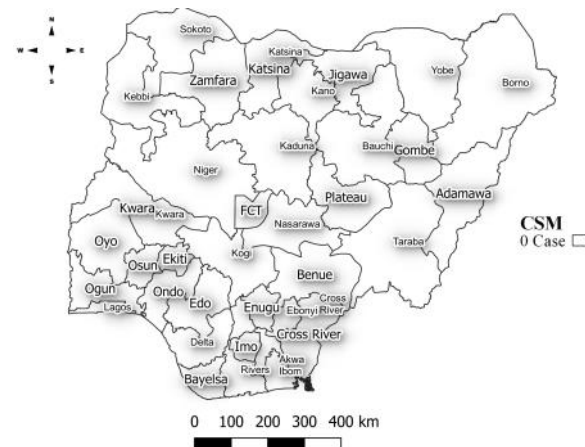 N
W E
S
Sokoto
Katsina
Zamfara
Katsina
Jigawa
Yobe
Borno
Kebbi
Kano
Kaduna
Bauchi
Gombe
Niger
Plateau
Adamawa
Kwara
Kwara
FCT
Nasarawa
CSM
0 Case
Oyo
Kogi
Taraba
Osun
Ekiti
Benue
Ogun
Ondo
Edo
Enugu
Ebonyi
Cross
River
Lagos
Delta
Imo
Cross River
Akwa
Ibom
Rivers
Bayelsa
0 100 200 300 400 km